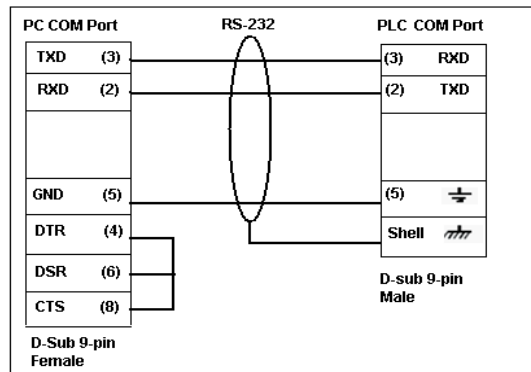 PC COM Port RS-232 PLC COM Port
TXD (3) (3) RXD
RXD (2) (2) TXD
GND (5) (5)
DTR (4) Shell
DSR (6)
CTS (8)
D-Sub 9-pin
Female
D-sub 9-pin
Male